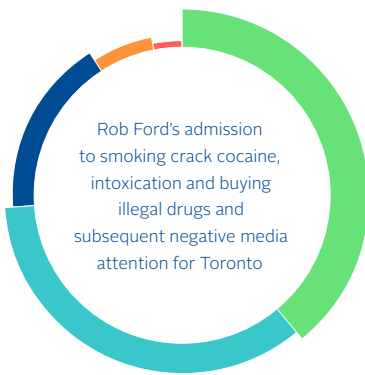 Rob Ford’s admission
to smoking crack cocaine,
intoxication and buying
illegal drugs and
subsequent negative media
attention for Toronto